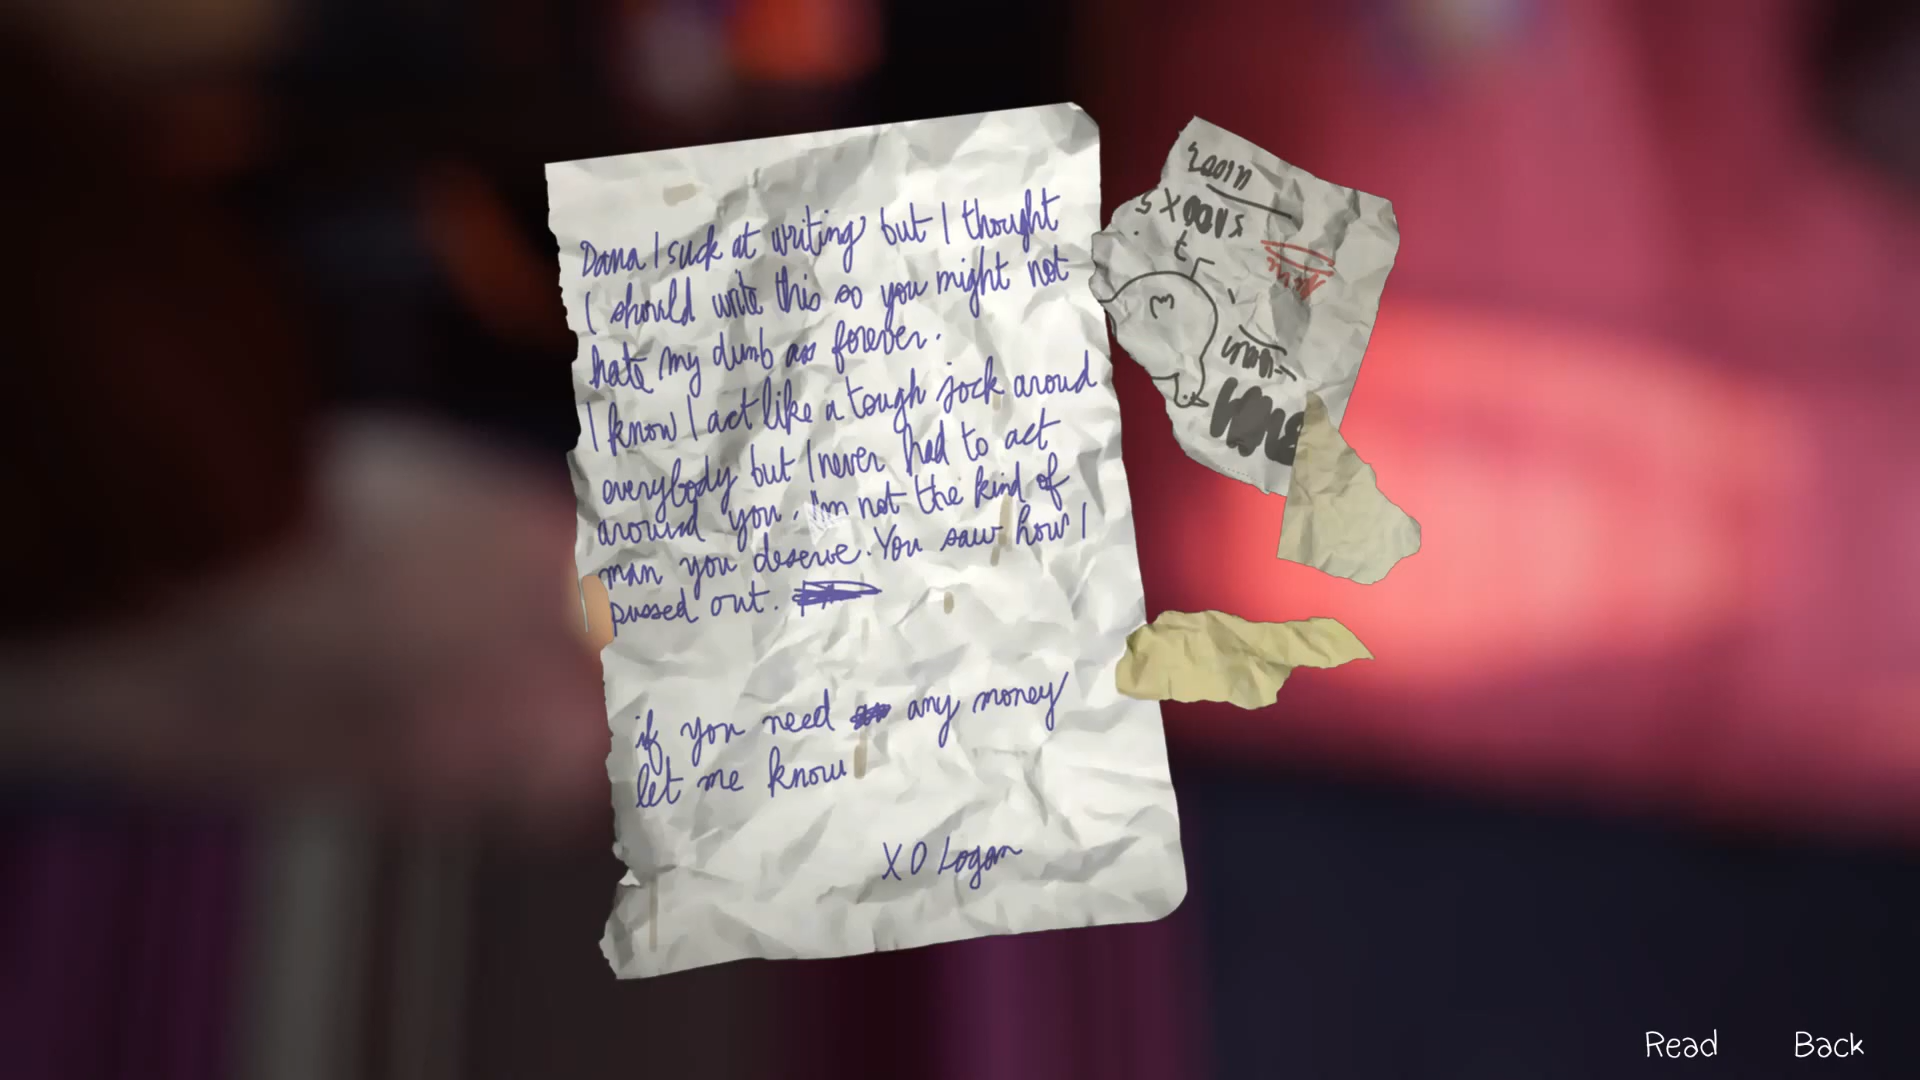 Dana I suck at writing but I thought
I should write this so you might not
hate my dumb ass forever.
I know I act like a tough jock aroud
everybody but I never had to act
around you. I'm not the kind of
man you deserve. You saw how I
pussed out.
if you need any money
let me know
XO Logan
room
Read
Back